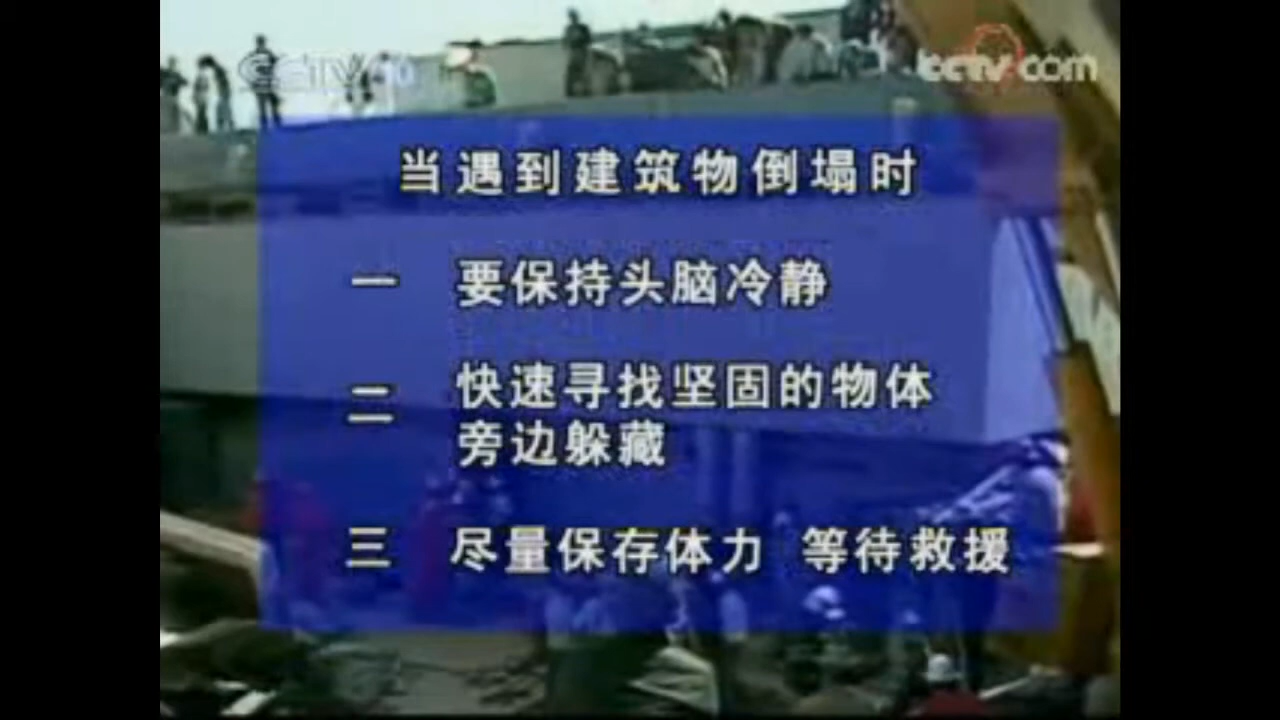 CCTV 10
cctv.com
当遇到建筑物倒塌时
一 要保持头脑冷静
二 快速寻找坚固的物体
旁边躲藏
三 尽量保存体力 等待救援